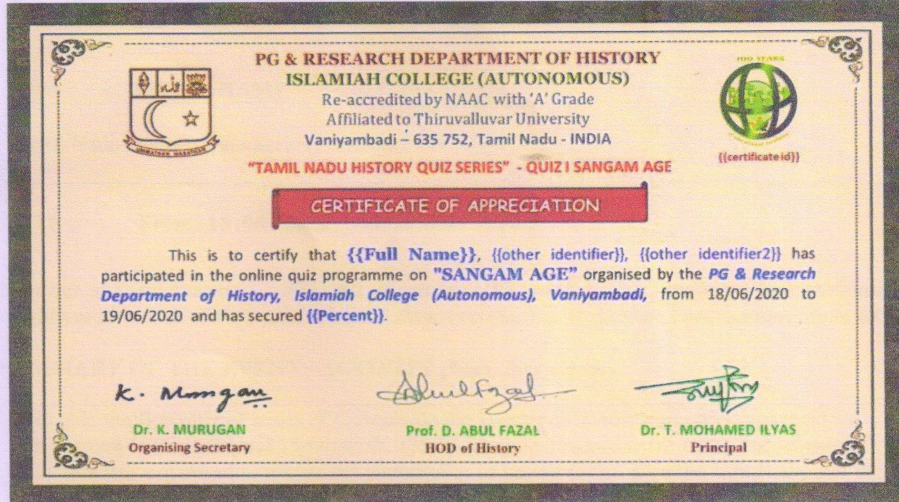 PG & RESEARCH DEPARTMENT OF HISTORY
ISLAMIAH COLLEGE (AUTONOMOUS)
Re-accredited by NAAC with 'A' Grade
Affiliated to Thiruvalluvar University
Vaniyambadi – 635 752, Tamil Nadu - INDIA
100 YEARS
{{certificate id}}
"TAMIL NADU HISTORY QUIZ SERIES" - QUIZ I SANGAM AGE
CERTIFICATE OF APPRECIATION
This is to certify that {{Full Name}}, {{other identifier}}, {{other identifier2}} has
participated in the online quiz programme on "SANGAM AGE" organised by the PG & Research
Department of History, Islamiah College (Autonomous), Vaniyambadi, from 18/06/2020 to
19/06/2020 and has secured {{Percent}}.
K. Murugan
Dr. K. MURUGAN
Organising Secretary
Prof. D. ABUL FAZAL
HOD of History
Dr. T. MOHAMED ILYAS
Principal